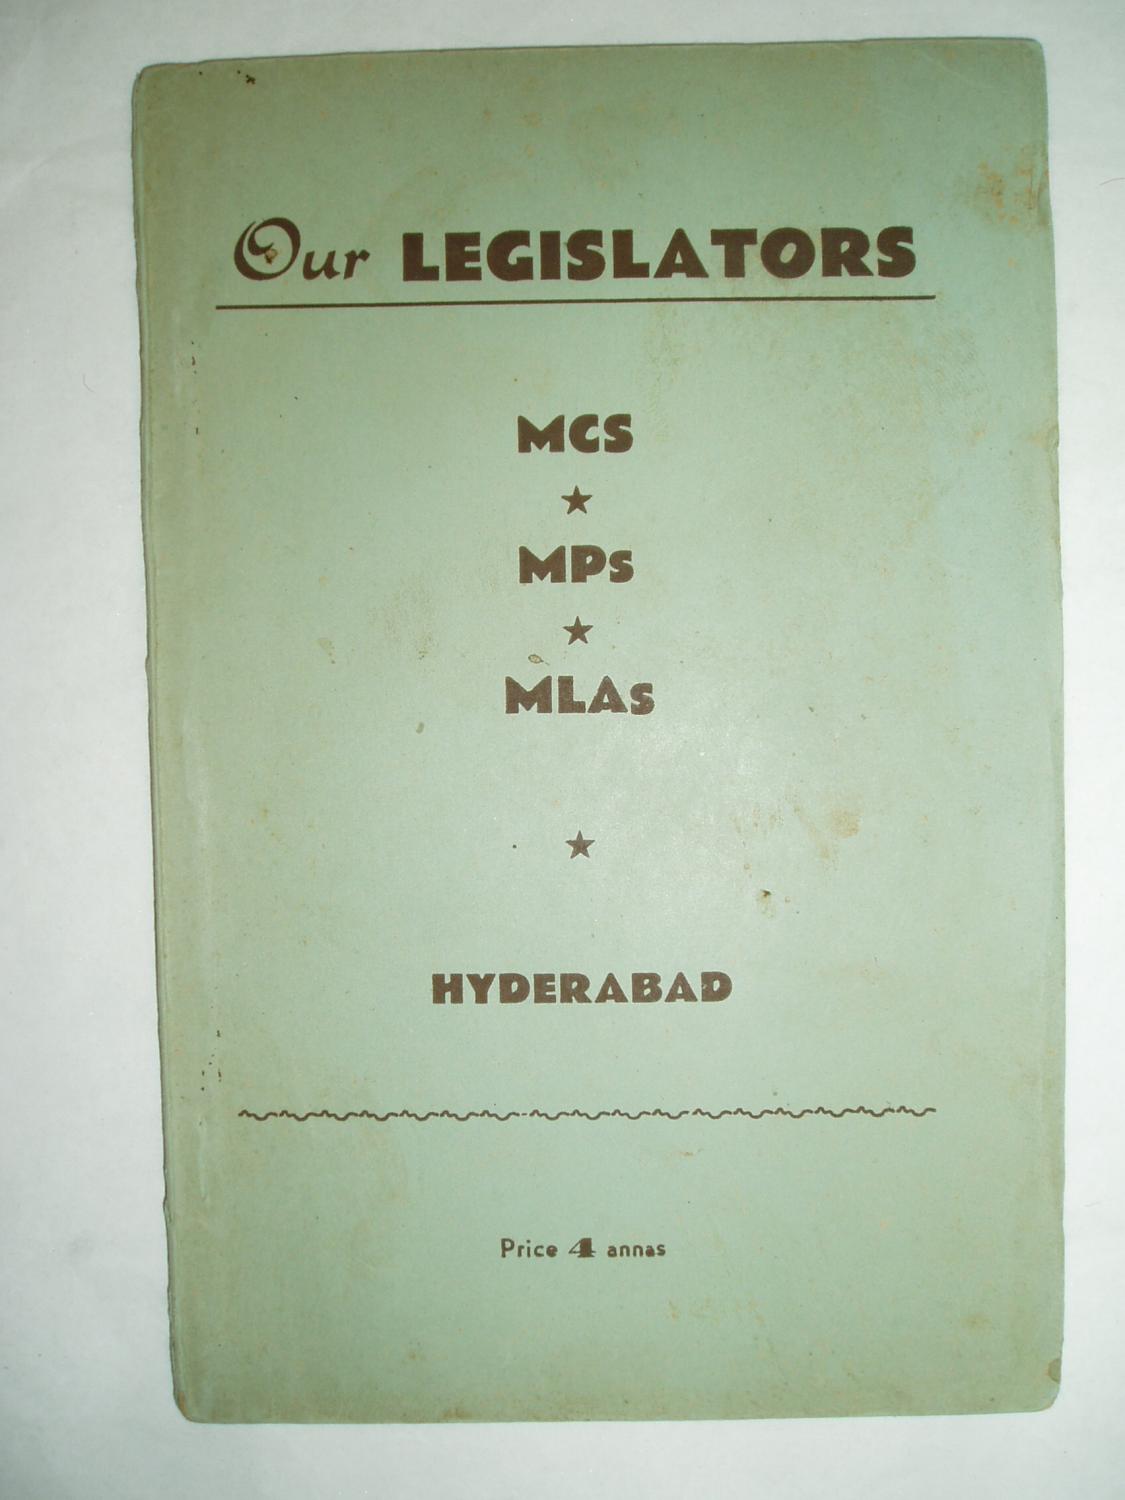 Our LEGISLATORS
MCS
MPs
MLAs
HYDERABAD
Price 4 annas